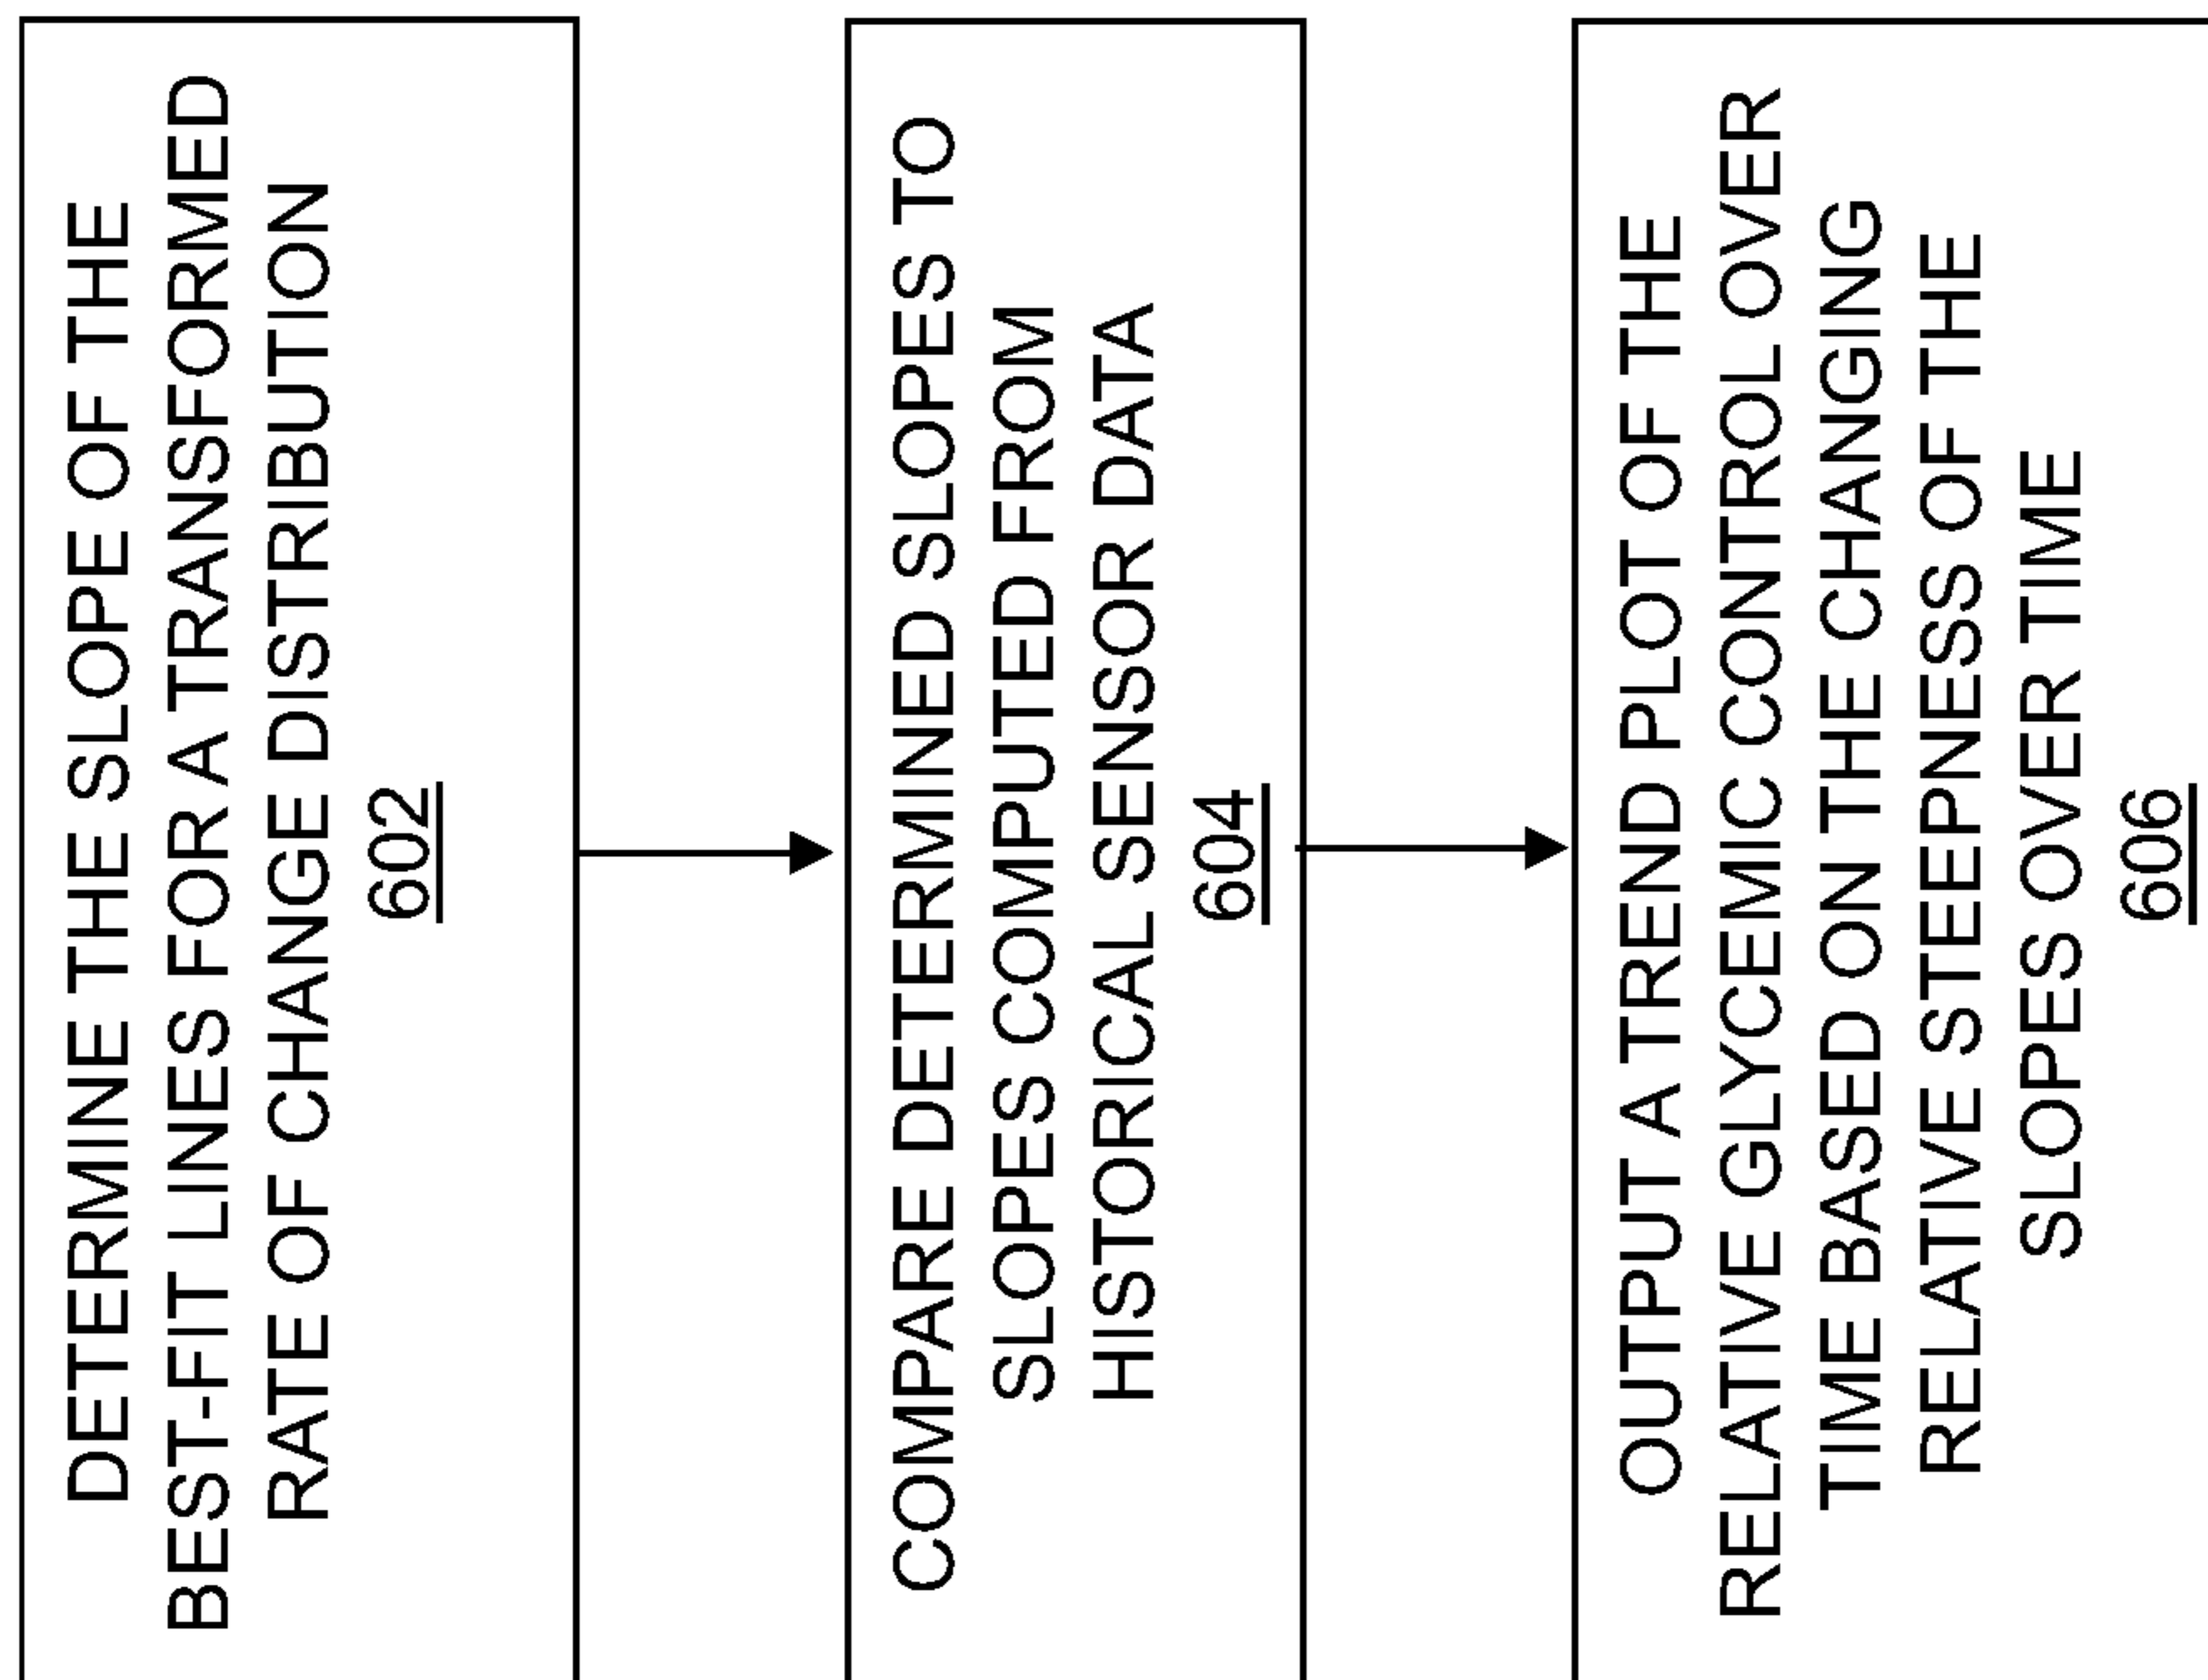 DETERMINE THE SLOPE OF THE
BEST-FIT LINES FOR A TRANSFORMED
RATE OF CHANGE DISTRIBUTION
602
COMPARE DETERMINED SLOPES TO
SLOPES COMPUTED FROM
HISTORICAL SENSOR DATA
604
OUTPUT A TREND PLOT OF THE
RELATIVE GLYCEMIC CONTROL OVER
TIME BASED ON THE CHANGING
RELATIVE STEEPNESS OF THE
SLOPES OVER TIME
606